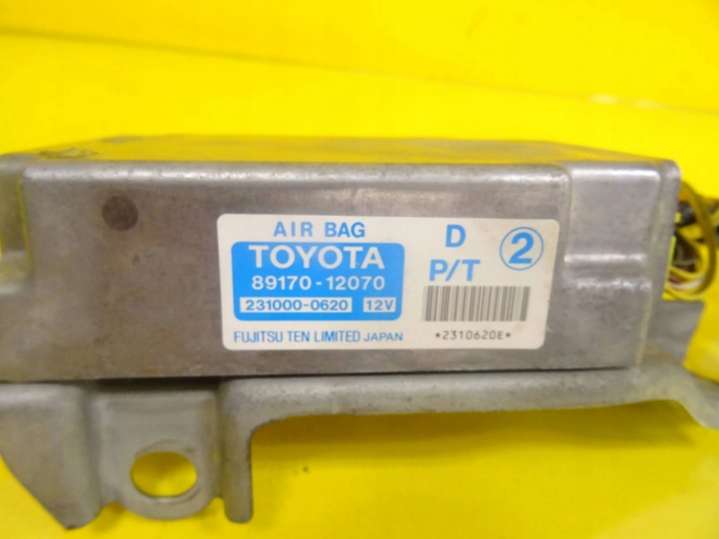 AIR BAG
TOYOTA
89170-12070
231000-0620 12V
FUJITSU TEN LIMITED JAPAN
D 2
P/T
*2310620E*